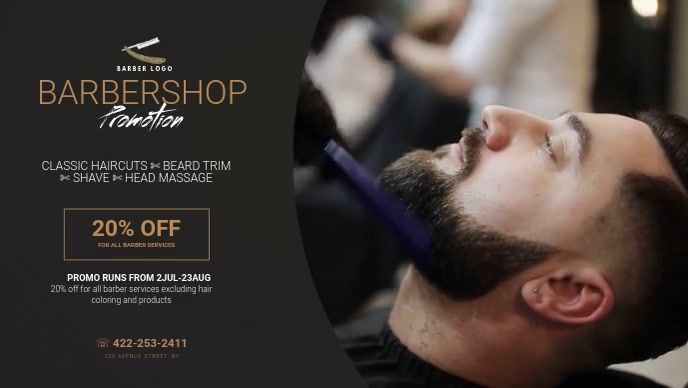 BARBER LOGO
BARBERSHOP
Promotion
CLASSIC HAIRCUTS ✄ BEARD TRIM
✄ SHAVE ✄ HEAD MASSAGE
20% OFF
FOR ALL BARBER SERVICES
PROMO RUNS FROM 2JUL-23AUG
20% off for all barber services excluding hair
coloring and products
☏ 422-253-2411
123 AVENUE STREET, NY